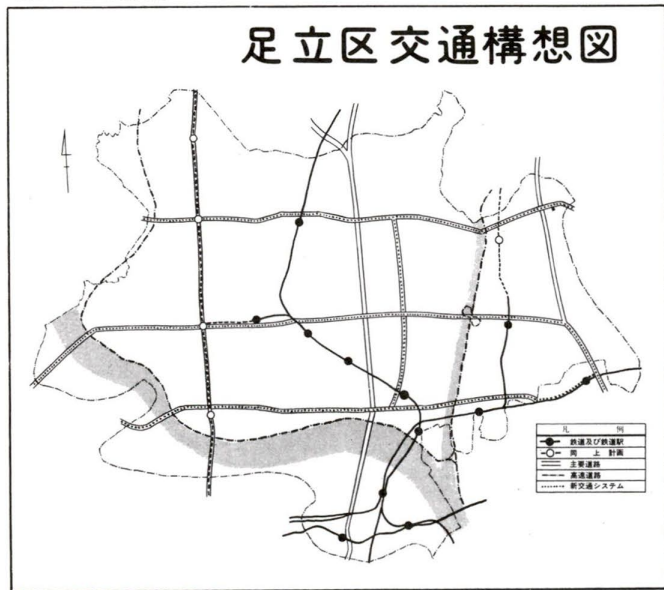 足立区交通構想図
凡例
鉄道及び鉄道駅
同上計画
主要道路
高速道路
新交通システム